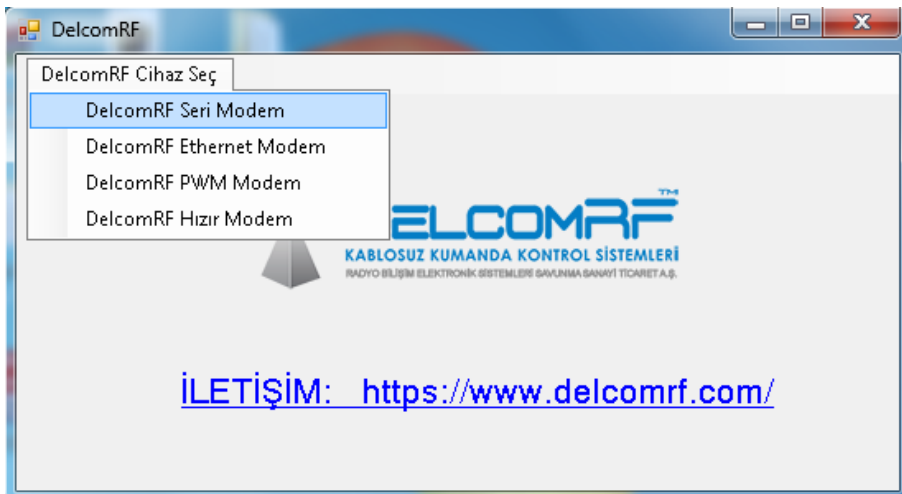 DelcomRF
DelcomRF Cihaz Seç
DelcomRF Seri Modem
DelcomRF Ethernet Modem
DelcomRF PWM Modem
DelcomRF Hızır Modem
ELCOMRF™
KABLOSUZ KUMANDA KONTROL SİSTEMLERİ
RADYO BİLİŞİM ELEKTRONİK SİSTEMLERİ SAVUNMA SANAYİ TİCARET A.Ş.
İLETİŞİM: https://www.delcomrf.com/